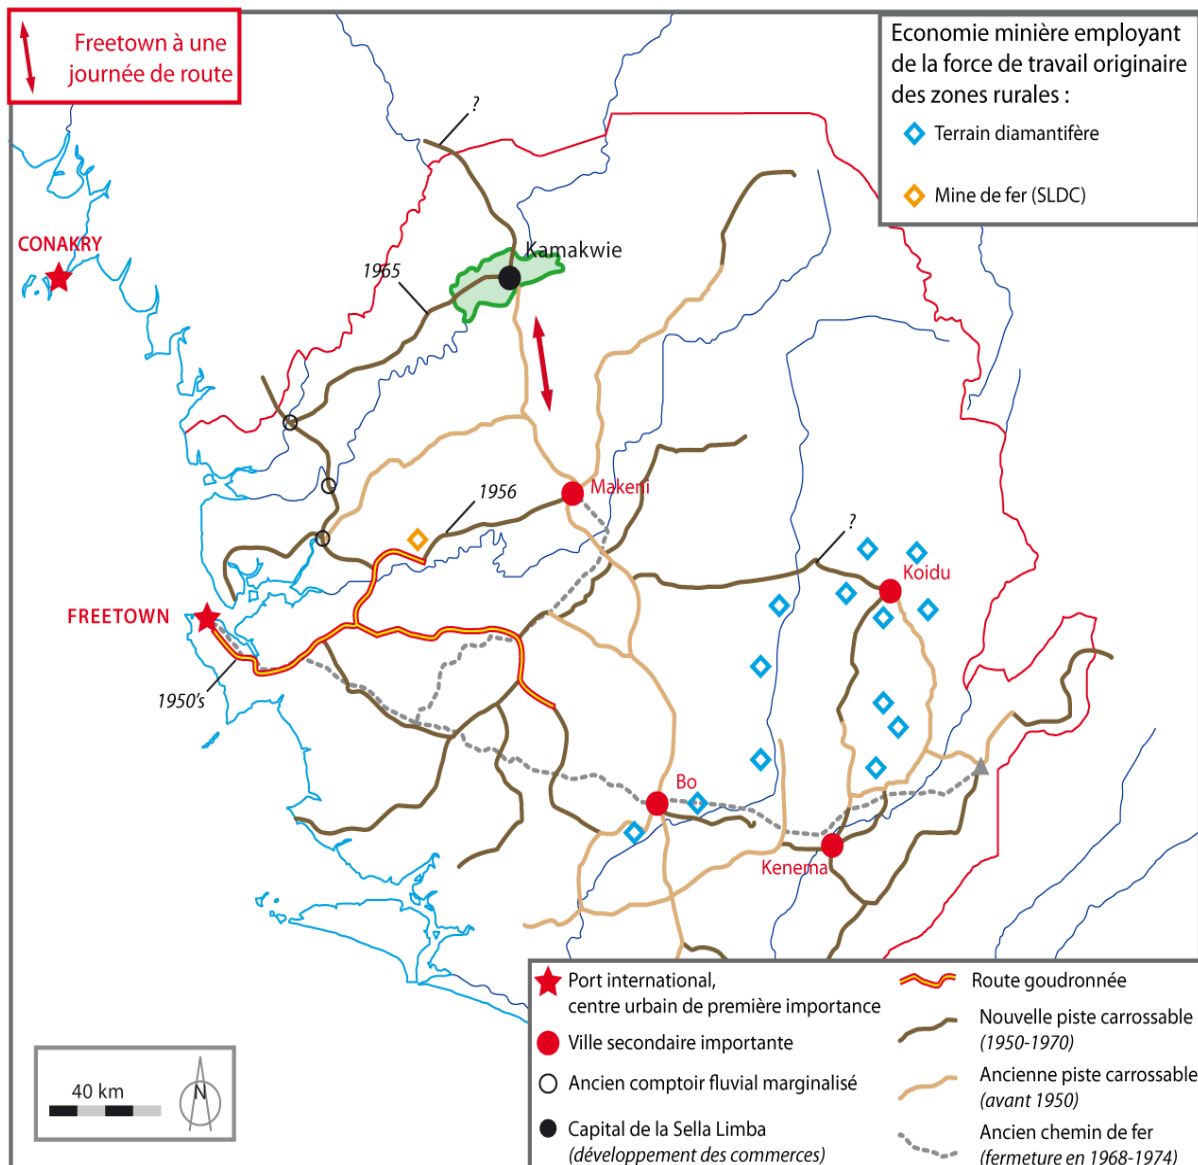 Freetown à une
journée de route
Economie minière employant
de la force de travail originaire
des zones rurales :
Terrain diamantifère
Mine de fer (SLDC)
?
CONAKRY
Kamakwie
1965
Makeni
1956
?
Koidu
FREETOWN
1950's
Bo
Kenema
Port international,
centre urbain de première importance
Ville secondaire importante
Ancien comptoir fluvial marginalisé
Capital de la Sella Limba
(développement des commerces)
Route goudronnée
Nouvelle piste carrossable
(1950-1970)
Ancienne piste carrossable
(avant 1950)
Ancien chemin de fer
(fermeture en 1968-1974)
40 km
N